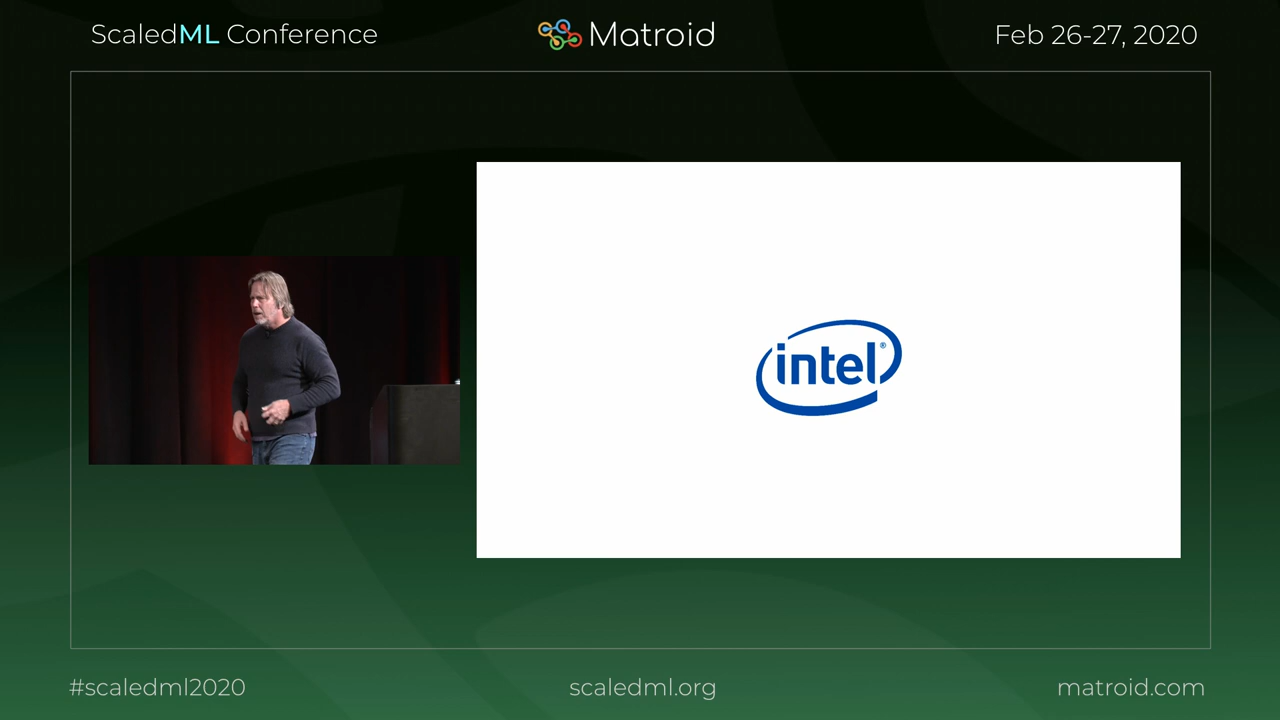 ScaledML Conference
Matroid
Feb 26-27, 2020
intel®
#scaledml2020
scaledml.org
matroid.com